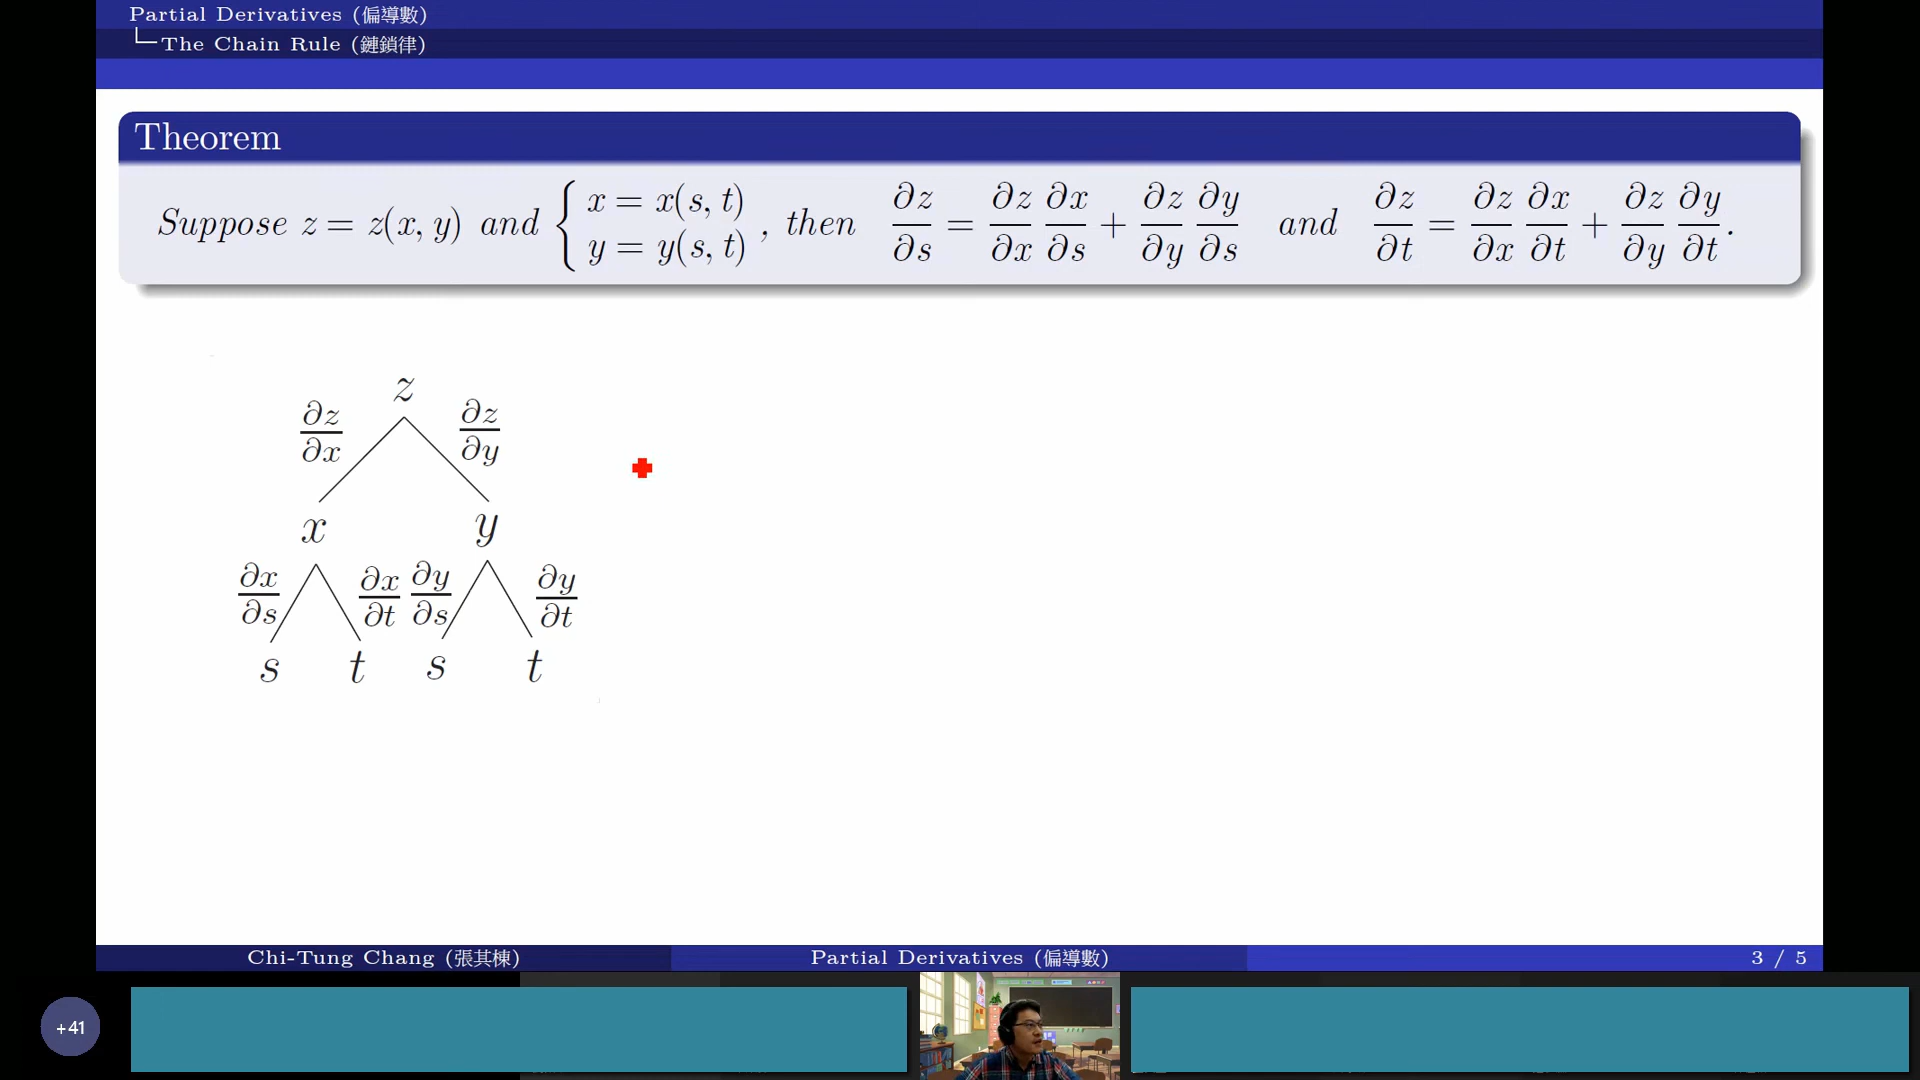 Partial Derivatives (偏導數)
The Chain Rule (鏈鎖律)
Theorem
Suppose z = z(x, y) and { x = x(s, t) y = y(s, t) , then ∂z/∂s = ∂z/∂x ∂x/∂s + ∂z/∂y ∂y/∂s and ∂z/∂t = ∂z/∂x ∂x/∂t + ∂z/∂y ∂y/∂t .
z
∂z/∂x ∂z/∂y
x y
∂x/∂s ∂x/∂t ∂y/∂s ∂y/∂t
s t s t
Chi-Tung Chang (張其棟) Partial Derivatives (偏導數) 3 / 5
+41